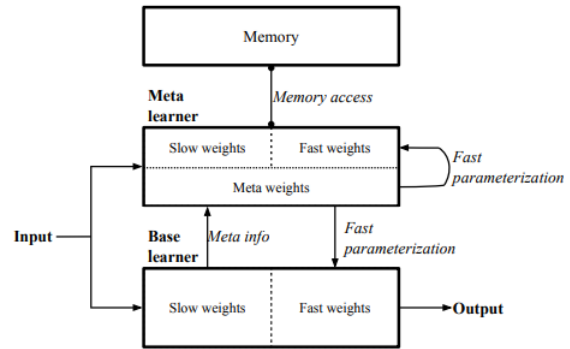 Memory
Meta
learner
Memory access
Slow weights
Fast weights
Meta weights
Fast
parameterization
Input
Base
learner
Meta info
Fast
parameterization
Slow weights
Fast weights
Output